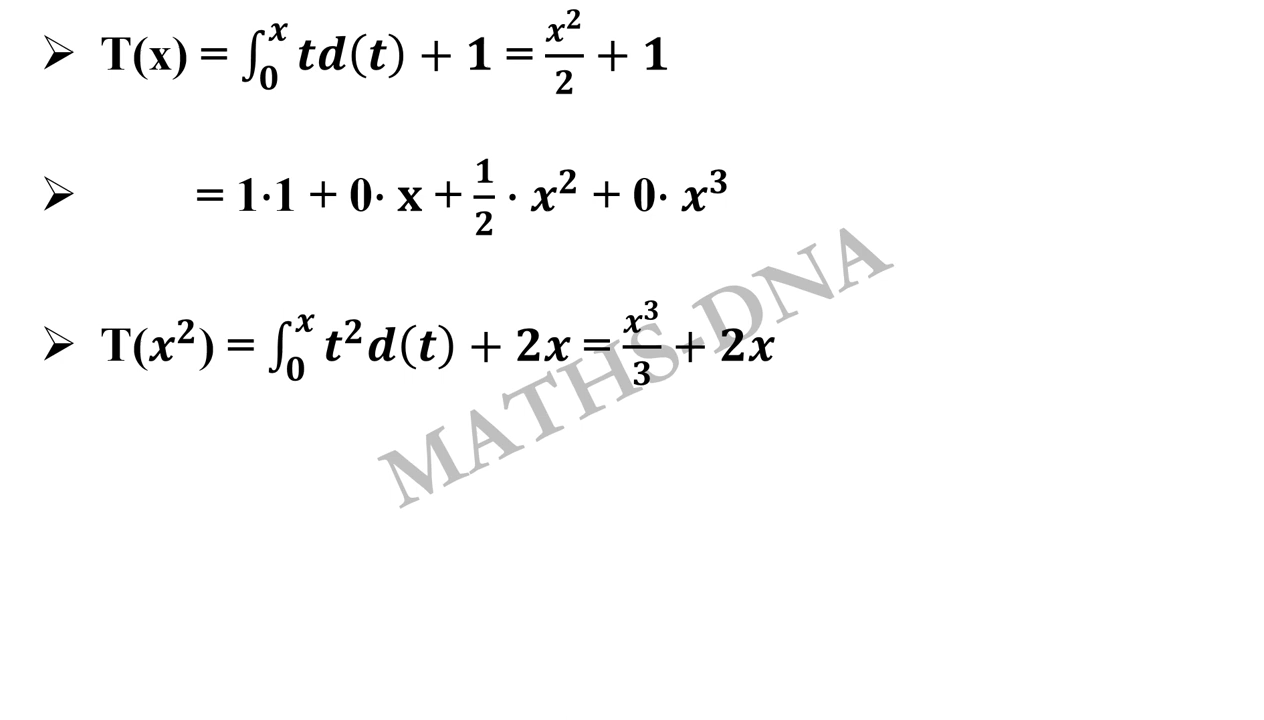 ➢ T(x) = ∫₀ˣ td(t) + 1 = x²/2 + 1
➢ = 1·1 + 0· x + 1/2 · x² + 0· x³
➢ T(x²) = ∫₀ˣ t²d(t) + 2x = x³/3 + 2x
MATHS-DNA